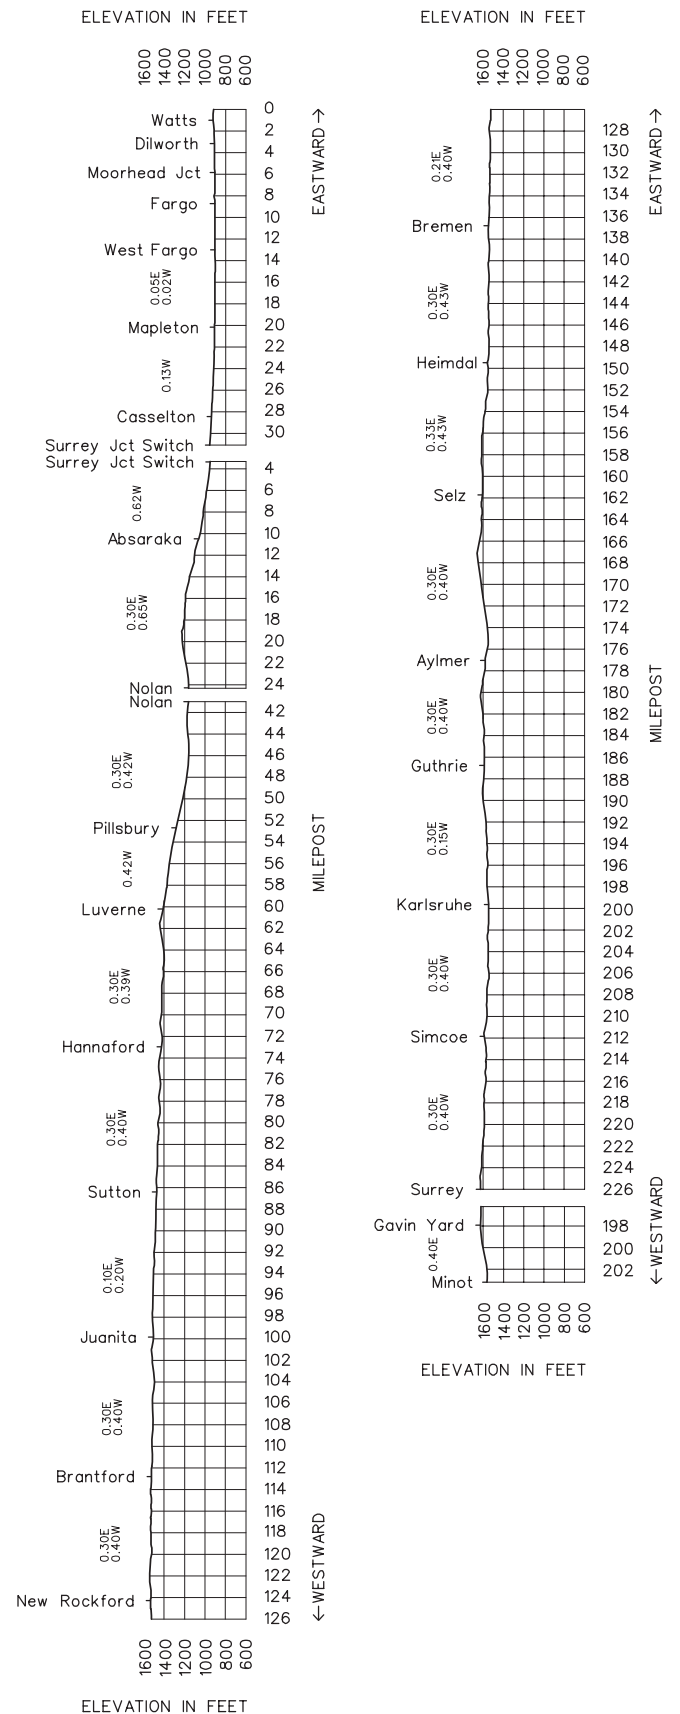 ELEVATION IN FEET
1600 1400 1200 1000 800 600
0
Watts
2
Dilworth
4
Moorhead Jct
6
8
Fargo
10
12
West Fargo
14
0.05E
0.02W
16
18
Mapleton
20
22
0.13W
24
26
Casselton
28
30
Surrey Jct Switch
Surrey Jct Switch
4
0.62W
6
8
Absaraka
10
12
14
0.30E
0.65W
16
18
20
22
24
Nolan
Nolan
42
44
0.30E
0.42W
46
48
50
52
Pillsbury
54
0.42W
56
58
Luverne
60
62
64
0.30E
0.39W
66
68
70
72
Hannaford
74
76
78
0.30E
0.40W
80
82
84
Sutton
86
88
90
92
0.10E
0.20W
94
96
98
Juanita
100
102
104
0.30E
0.40W
106
108
110
Brantford
112
114
116
0.30E
0.40W
118
120
122
New Rockford
124
126
EASTWARD →
MILEPOST
← WESTWARD
1600 1400 1200 1000 800 600
ELEVATION IN FEET
ELEVATION IN FEET
1600 1400 1200 1000 800 600
128
0.21E
0.40W
130
132
134
136
Bremen
138
140
0.30E
0.43W
142
144
146
148
Heimdal
150
152
154
0.33E
0.43W
156
158
160
Selz
162
164
166
0.30E
0.40W
168
170
172
174
176
Aylmer
178
180
0.30E
0.40W
182
184
Guthrie
186
188
190
0.30E
0.15W
192
194
196
198
Karlsruhe
200
202
204
0.30E
0.40W
206
208
210
Simcoe
212
214
216
0.30E
0.40W
218
220
222
224
Surrey
226
Gavin Yard
198
0.40E
200
202
Minot
EASTWARD →
MILEPOST
← WESTWARD
1600 1400 1200 1000 800 600
ELEVATION IN FEET